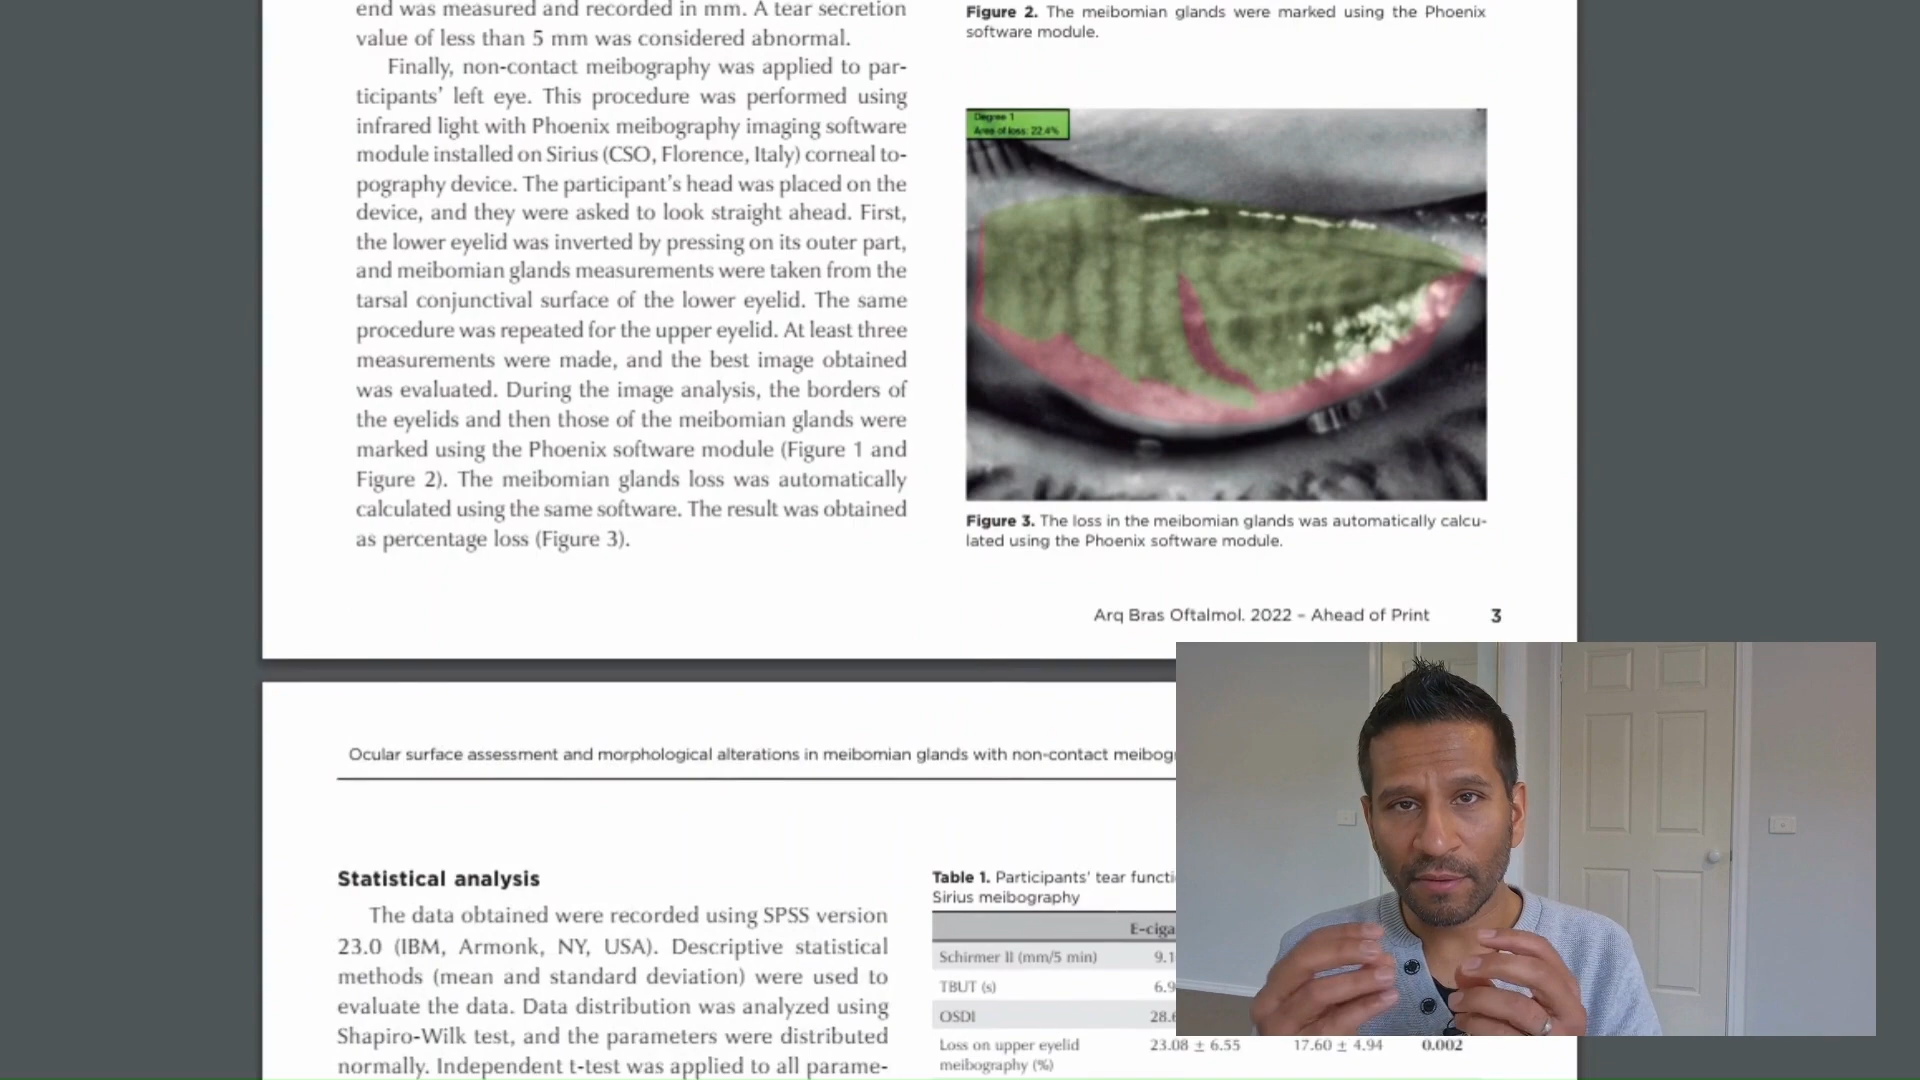 end was measured and recorded in mm. A tear secretion
value of less than 5 mm was considered abnormal.
Finally, non-contact meibography was applied to par-
ticipants’ left eye. This procedure was performed using
infrared light with Phoenix meibography imaging software
module installed on Sirius (CSO, Florence, Italy) corneal to-
pography device. The participant’s head was placed on the
device, and they were asked to look straight ahead. First,
the lower eyelid was inverted by pressing on its outer part,
and meibomian glands measurements were taken from the
tarsal conjunctival surface of the lower eyelid. The same
procedure was repeated for the upper eyelid. At least three
measurements were made, and the best image obtained
was evaluated. During the image analysis, the borders of
the eyelids and then those of the meibomian glands were
marked using the Phoenix software module (Figure 1 and
Figure 2). The meibomian glands loss was automatically
calculated using the same software. The result was obtained
as percentage loss (Figure 3).
Figure 2. The meibomian glands were marked using the Phoenix
software module.
Degree 1
Area of loss: 22.4%
Figure 3. The loss in the meibomian glands was automatically calcu-
lated using the Phoenix software module.
Arq Bras Oftalmol. 2022 – Ahead of Print 3
Ocular surface assessment and morphological alterations in meibomian glands with non-contact meibog
Statistical analysis
The data obtained were recorded using SPSS version
23.0 (IBM, Armonk, NY, USA). Descriptive statistical
methods (mean and standard deviation) were used to
evaluate the data. Data distribution was analyzed using
Shapiro-Wilk test, and the parameters were distributed
normally. Independent t-test was applied to all parame-
Table 1. Participants’ tear functi
Sirius meibography
E-ciga
Schirmer II (mm/5 min) 9.1
TBUT (s) 6.9
OSDI 28.6
Loss on upper eyelid 23.08 ± 6.55 17.60 ± 4.94 0.002
meibography (%)